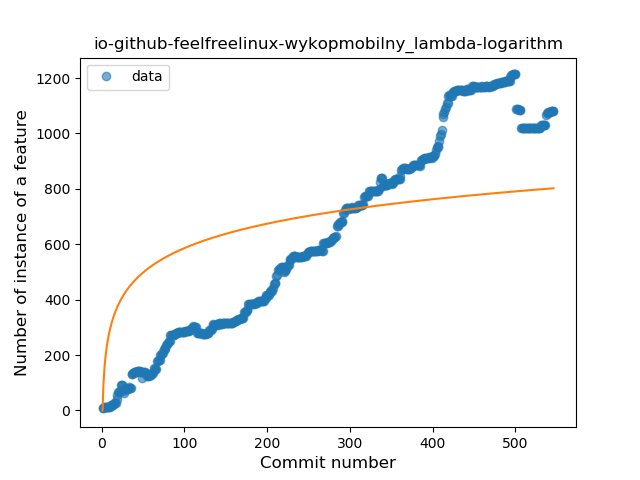 io-github-feelfreelinux-wykopmobilny_lambda-logarithm
data
Number of instance of a feature
1200
1000
800
600
400
200
0
0 100 200 300 400 500
Commit number